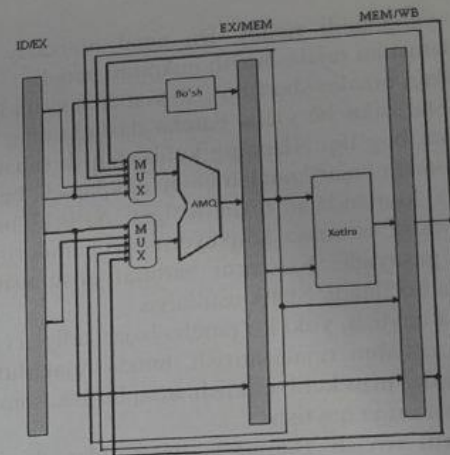 ID/EX
EX/MEM
MEM/WB
Bo'sh
M
U
X
AMQ
M
U
X
Xotira